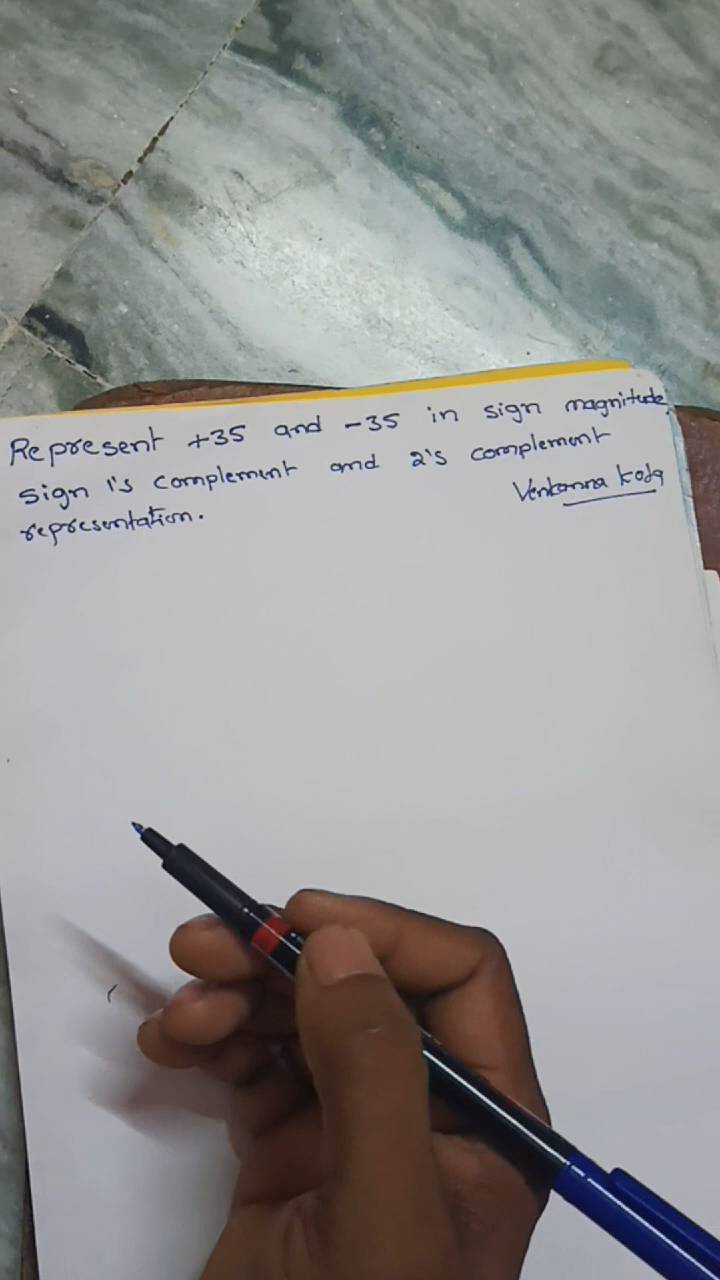 Represent +35 and -35 in sign magnitude,
sign 1's complement and 2's complement
representation.
Venkanna Koda